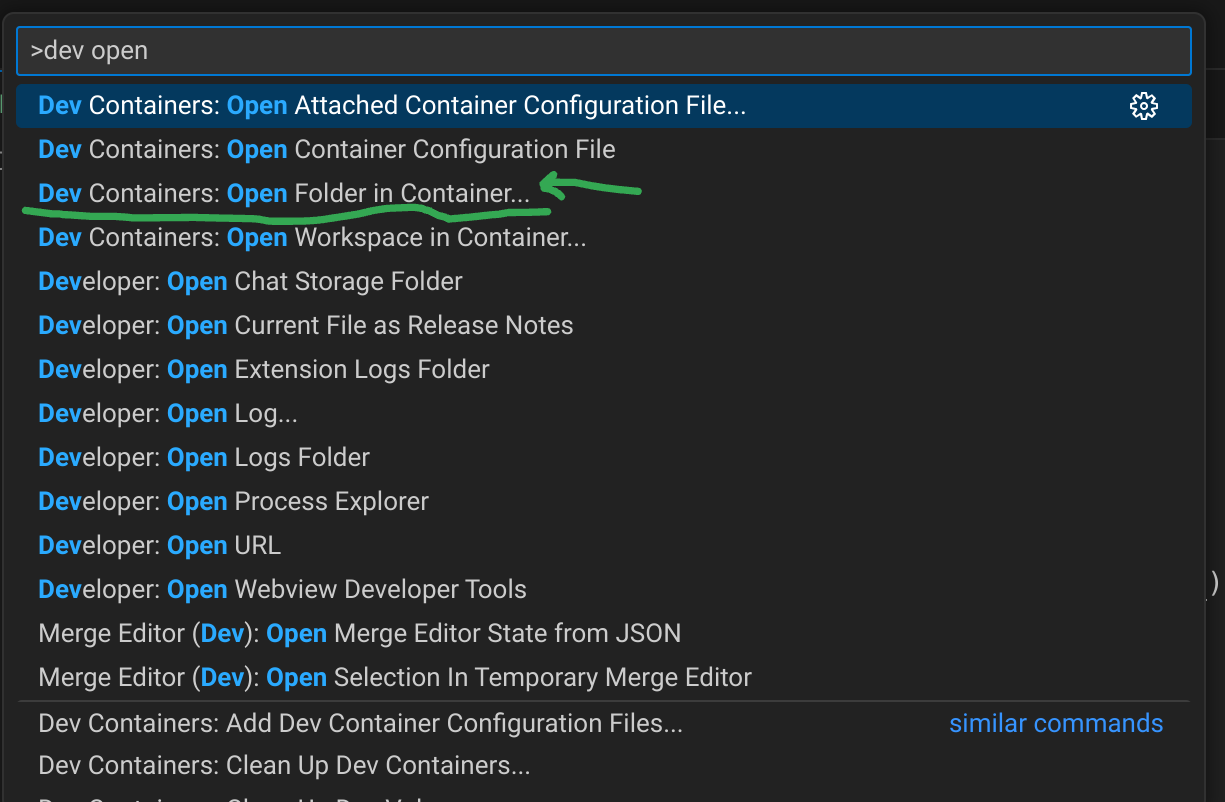 >dev open
Dev Containers: Open Attached Container Configuration File...
Dev Containers: Open Container Configuration File
Dev Containers: Open Folder in Container...
Dev Containers: Open Workspace in Container...
Developer: Open Chat Storage Folder
Developer: Open Current File as Release Notes
Developer: Open Extension Logs Folder
Developer: Open Log...
Developer: Open Logs Folder
Developer: Open Process Explorer
Developer: Open URL
Developer: Open Webview Developer Tools
Merge Editor (Dev): Open Merge Editor State from JSON
Merge Editor (Dev): Open Selection In Temporary Merge Editor
Dev Containers: Add Dev Container Configuration Files... similar commands
Dev Containers: Clean Up Dev Containers...